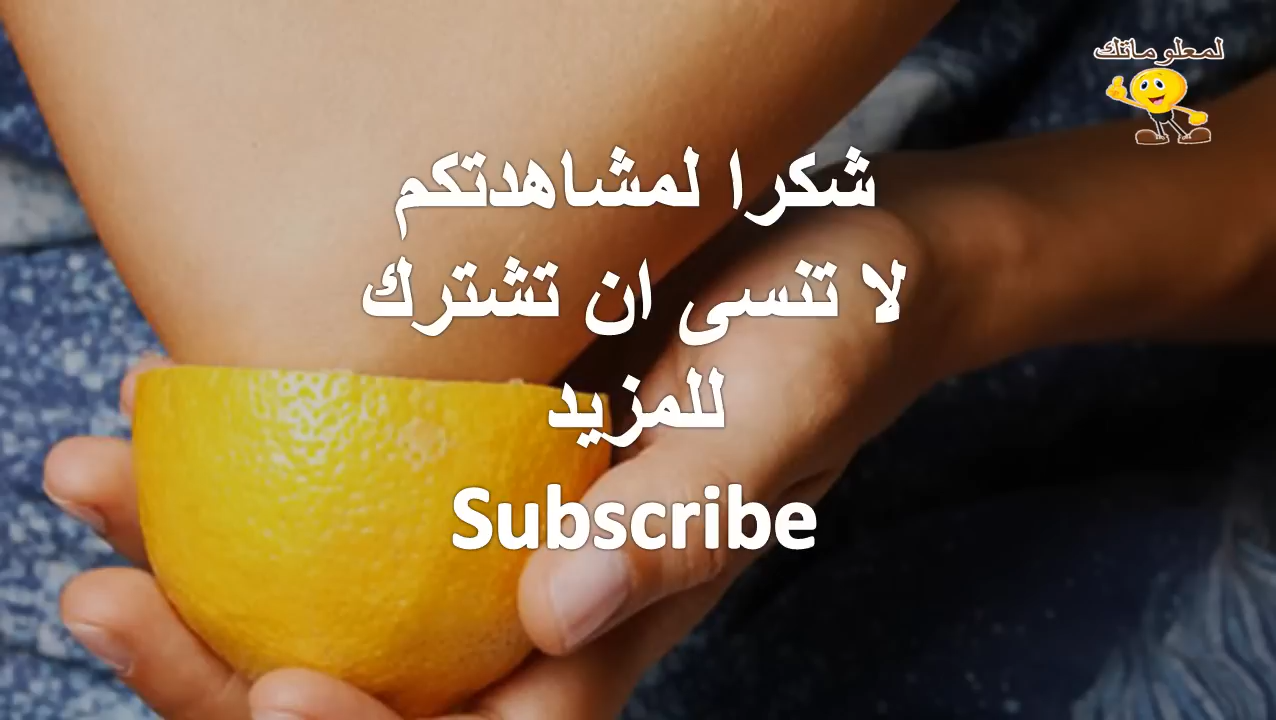 لمعلوماتك
شكرا لمشاهدتكم
لا تنسى ان تشترك
للمزيد
Subscribe